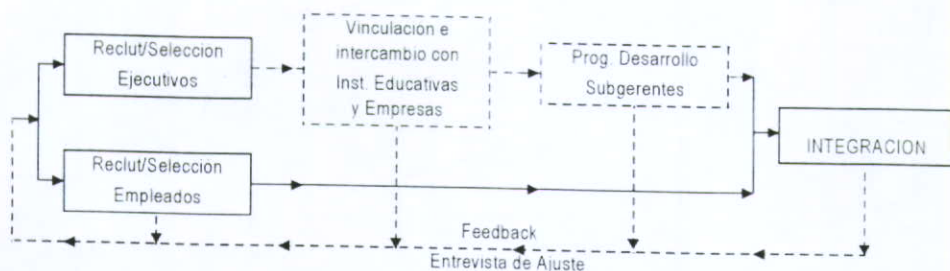 Reclut/Seleccion
Ejecutivos
Vinculacion e
intercambio con
Inst. Educativas
y Empresas
Prog. Desarrollo
Subgerentes
INTEGRACION
Reclut/Seleccion
Empleados
Feedback
Entrevista de Ajuste